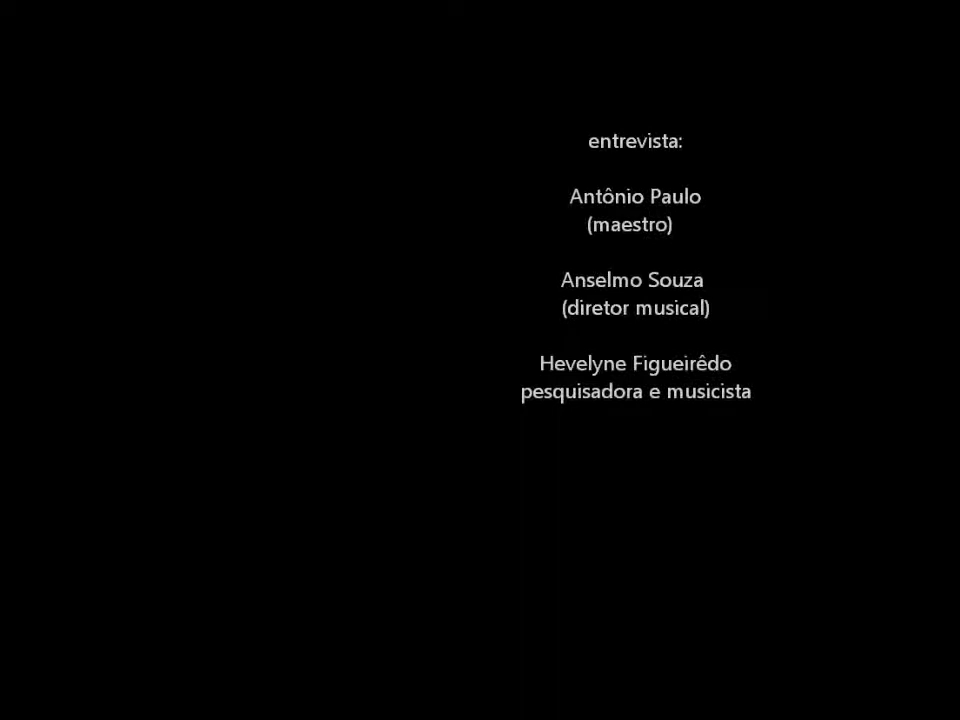 entrevista:
Antônio Paulo
(maestro)
Anselmo Souza
(diretor musical)
Hevelyne Figueirêdo
pesquisadora e musicista